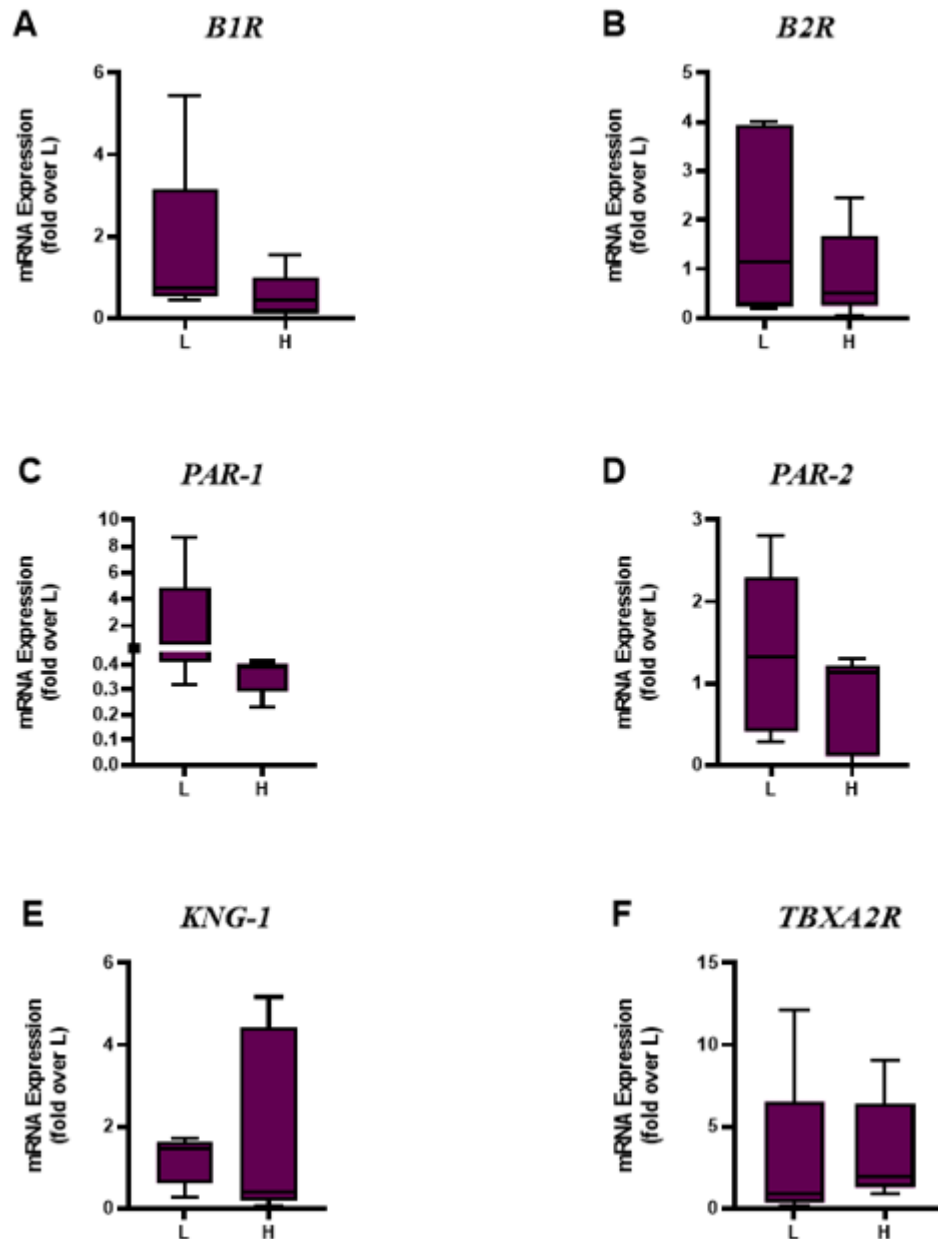 A
B1R
mRNA Expression
(fold over L)
6
4
2
0
L
H
B
B2R
mRNA Expression
(fold over L)
5
4
3
2
1
0
L
H
C
PAR-1
mRNA Expression
(fold over L)
10
8
6
4
2
0.4
0.3
0.2
0.1
0.0
L
H
D
PAR-2
mRNA Expression
(fold over L)
3
2
1
0
L
H
E
KNG-1
mRNA Expression
(fold over L)
6
4
2
0
L
H
F
TBXA2R
mRNA Expression
(fold over L)
15
10
5
0
L
H